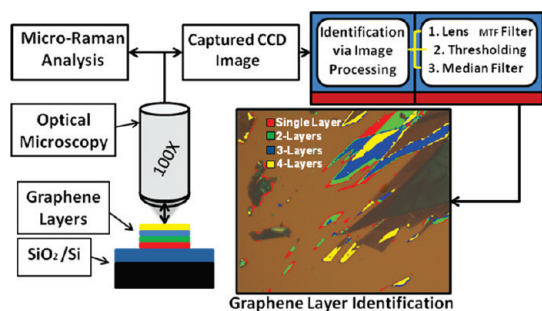 Micro-Raman
Analysis
Captured CCD
Image
Identification
via Image
Processing
1. Lens MTF Filter
2. Thresholding
3. Median Filter
Optical
Microscopy
100X
Graphene
Layers
SiO2/Si
Single Layer
2-Layers
3-Layers
4-Layers
Graphene Layer Identification